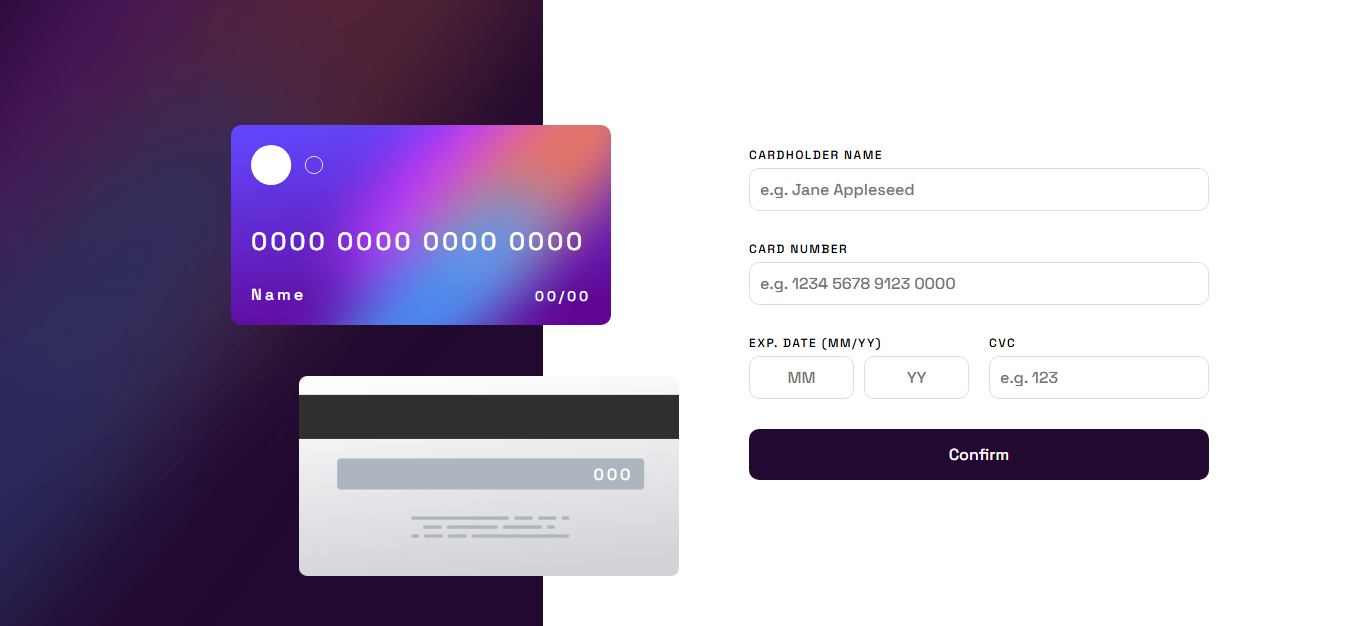 0000 0000 0000 0000
Name 00/00
000
CARDHOLDER NAME
e.g. Jane Appleseed
CARD NUMBER
e.g. 1234 5678 9123 0000
EXP. DATE (MM/YY) CVC
MM YY e.g. 123
Confirm